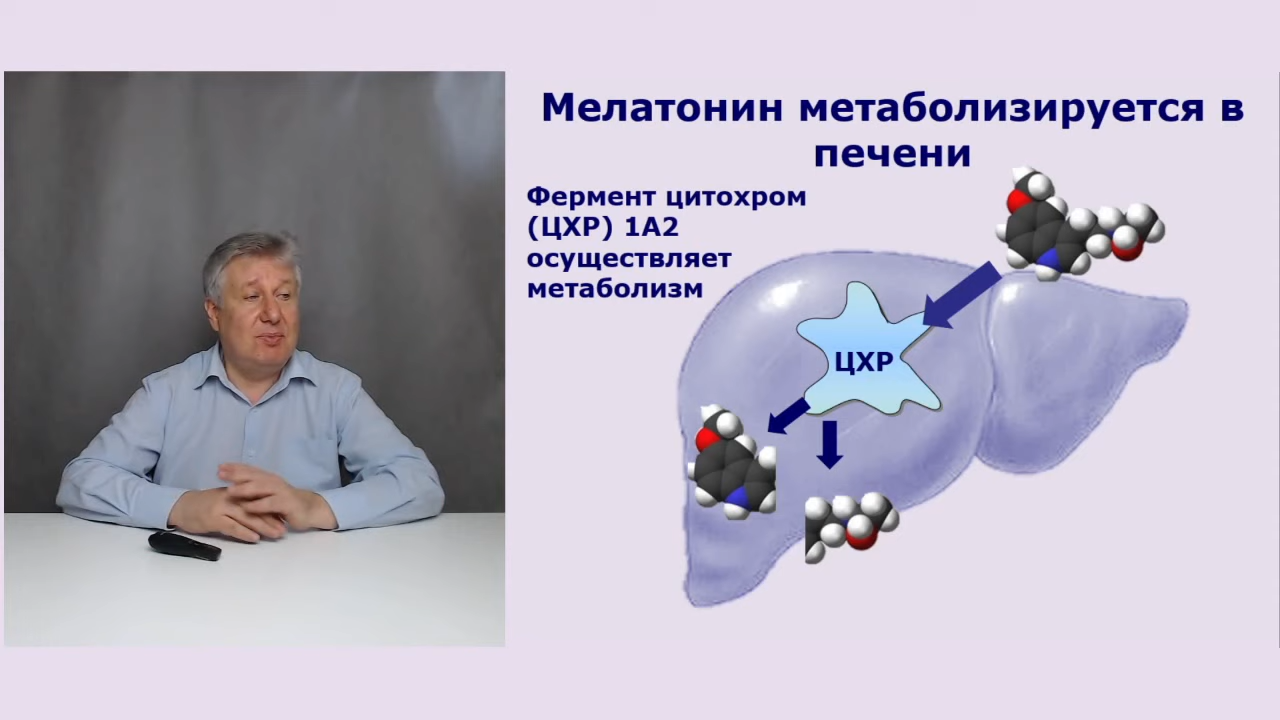 Мелатонин метаболизируется в
печени
Фермент цитохром
(ЦХР) 1А2
осуществляет
метаболизм
ЦХР